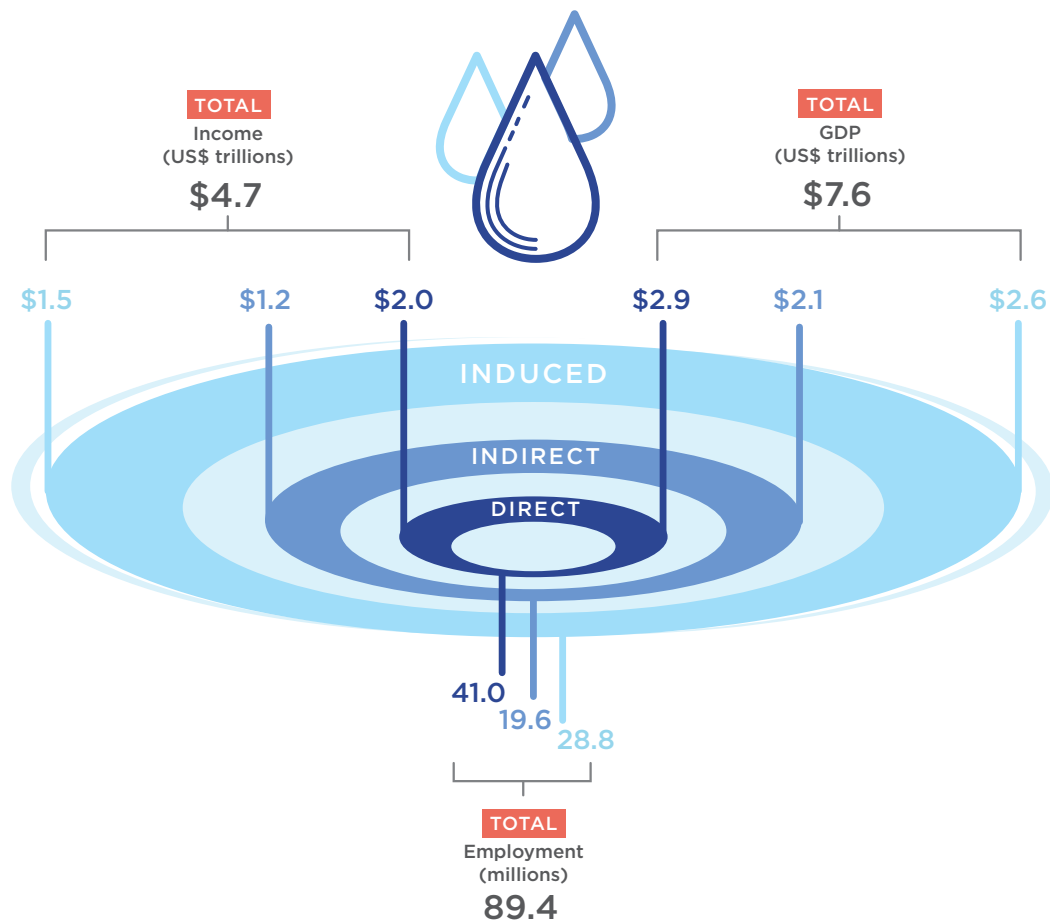 TOTAL
Income
(US$ trillions)
$4.7
TOTAL
GDP
(US$ trillions)
$7.6
$1.5
$1.2
$2.0
$2.9
$2.1
$2.6
INDUCED
INDIRECT
DIRECT
41.0
19.6
28.8
TOTAL
Employment
(millions)
89.4